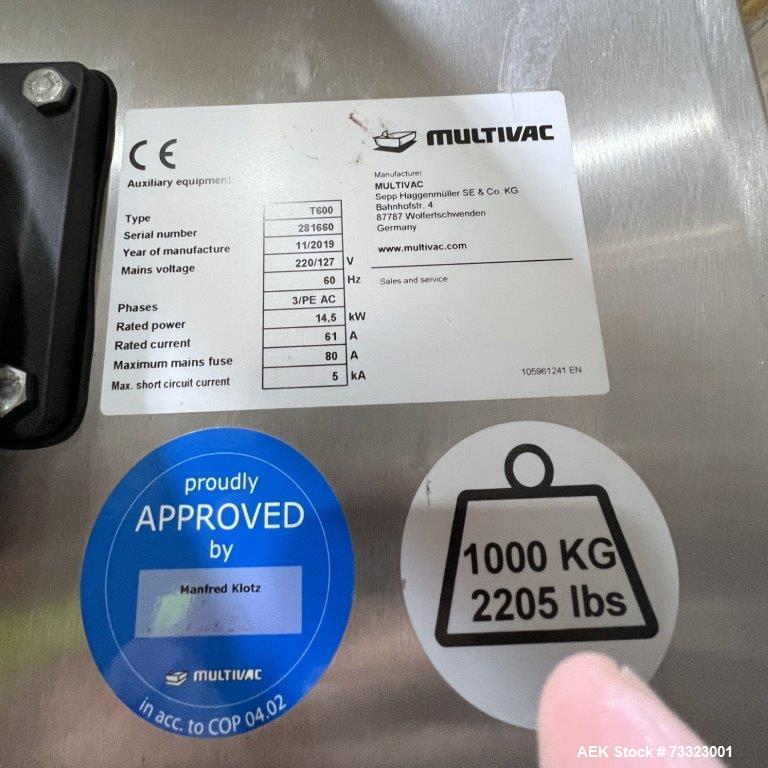 CE
MULTIVAC
Auxiliary equipment
Manufacturer
MULTIVAC
Sepp Haggenmüller SE & Co. KG
Bahnhofstr. 4
87787 Wolfertschwenden
Germany
www.multivac.com
Sales and service
Type T600
Serial number 281660
Year of manufacture 11/2019
Mains voltage 220/127 V
60 Hz
Phases 3/PE AC
Rated power 14,5 kW
Rated current 61 A
Maximum mains fuse 80 A
Max. short circuit current 5 kA
105961241 EN
proudly
APPROVED
by
Manfred Klotz
MULTIVAC
in acc. to COP 04.02
1000 KG
2205 lbs
AEK Stock # 73323001